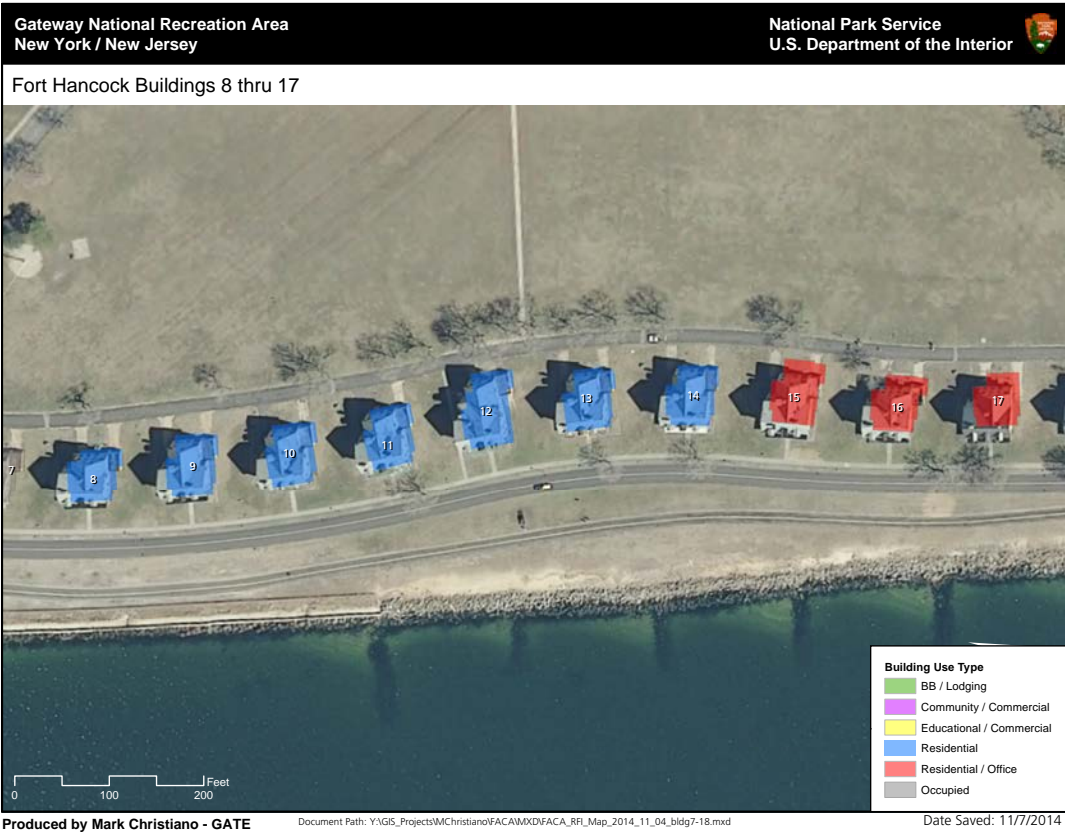 Gateway National Recreation Area
New York / New Jersey
National Park Service
U.S. Department of the Interior
Fort Hancock Buildings 8 thru 17
7
8
9
10
11
12
13
14
15
16
17
Building Use Type
BB / Lodging
Community / Commercial
Educational / Commercial
Residential
Residential / Office
Occupied
Feet
0 100 200
Produced by Mark Christiano - GATE
Document Path: Y:\GIS_Projects\MChristiano\FACA\MXD\FACA_RFI_Map_2014_11_04_bldg7-18.mxd
Date Saved: 11/7/2014